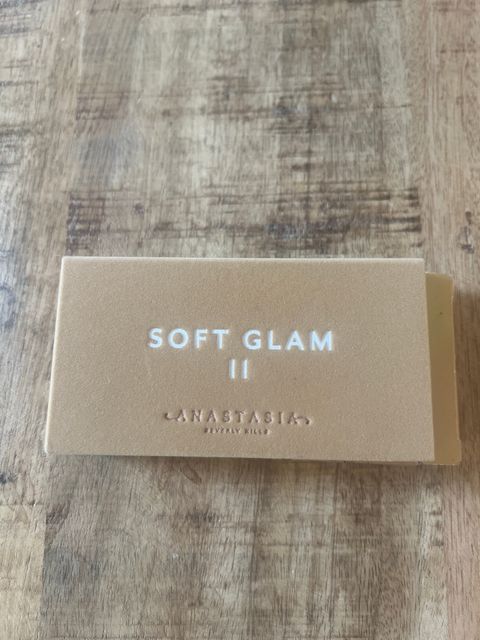 SOFT GLAM
II
ANASTASIA
BEVERLY HILLS